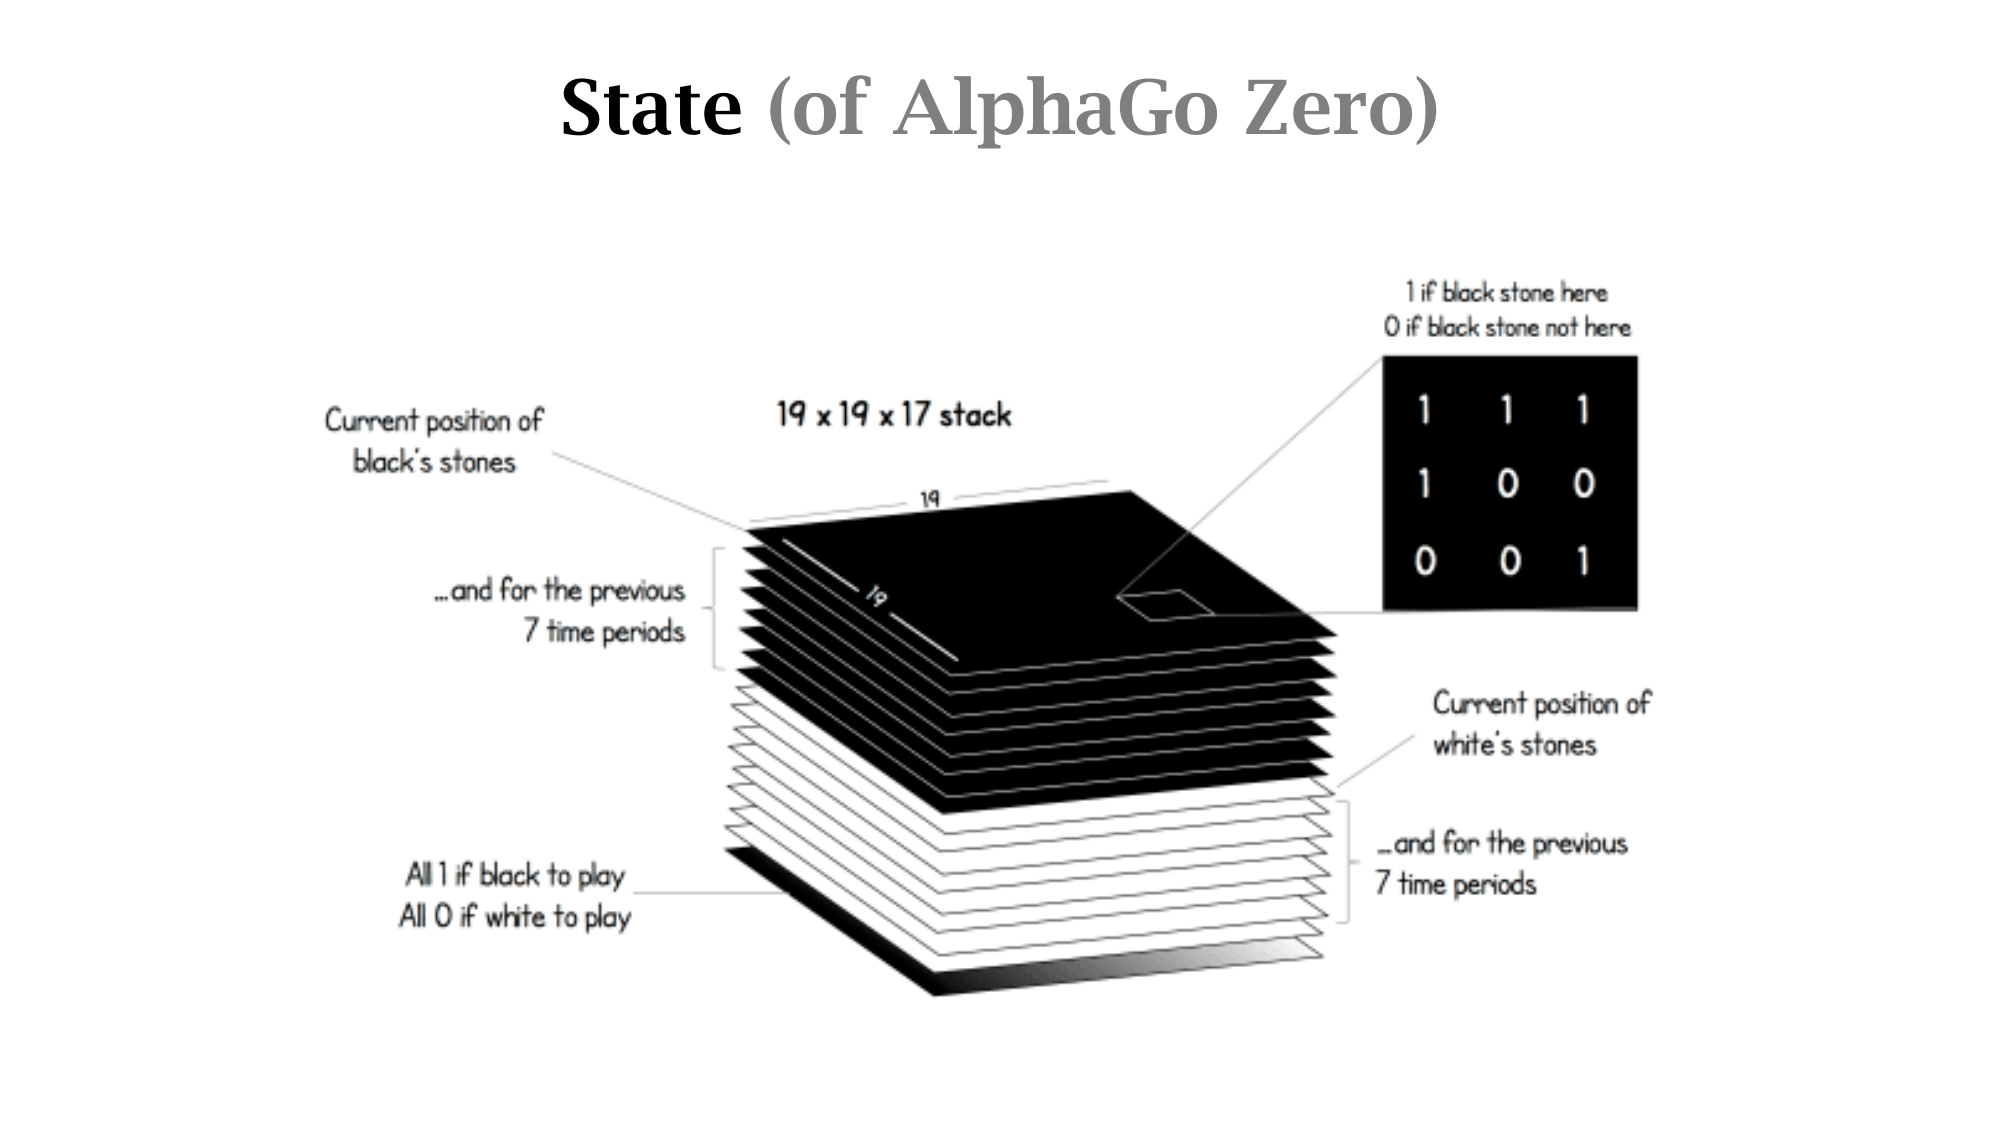 State (of AlphaGo Zero)
1 if black stone here
0 if black stone not here
1 1 1
1 0 0
0 0 1
19 x 19 x 17 stack
Current position of
black's stones
19
19
...and for the previous
7 time periods
Current position of
white's stones
...and for the previous
7 time periods
All 1 if black to play
All 0 if white to play